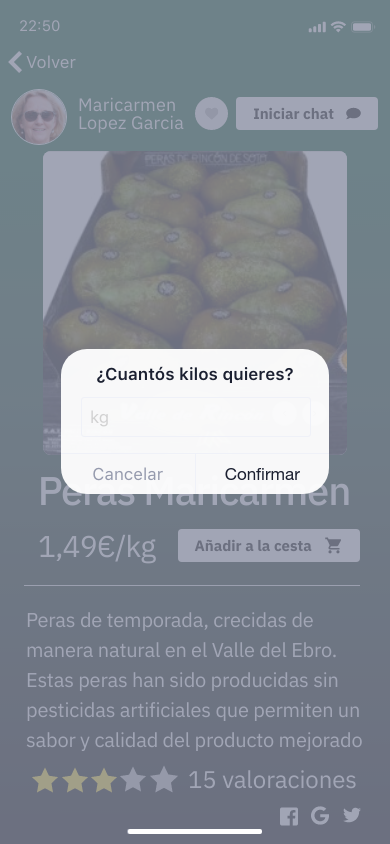 22:50
Volver
Maricarmen
Lopez Garcia
Iniciar chat
PERAS DE RINCÓN DE SOTO
¿Cuantós kilos quieres?
kg
Cancelar
Confirmar
Peras Maricarmen
1,49€/kg
Añadir a la cesta
Peras de temporada, crecidas de
manera natural en el Valle del Ebro.
Estas peras han sido producidas sin
pesticidas artificiales que permiten un
sabor y calidad del producto mejorado
15 valoraciones